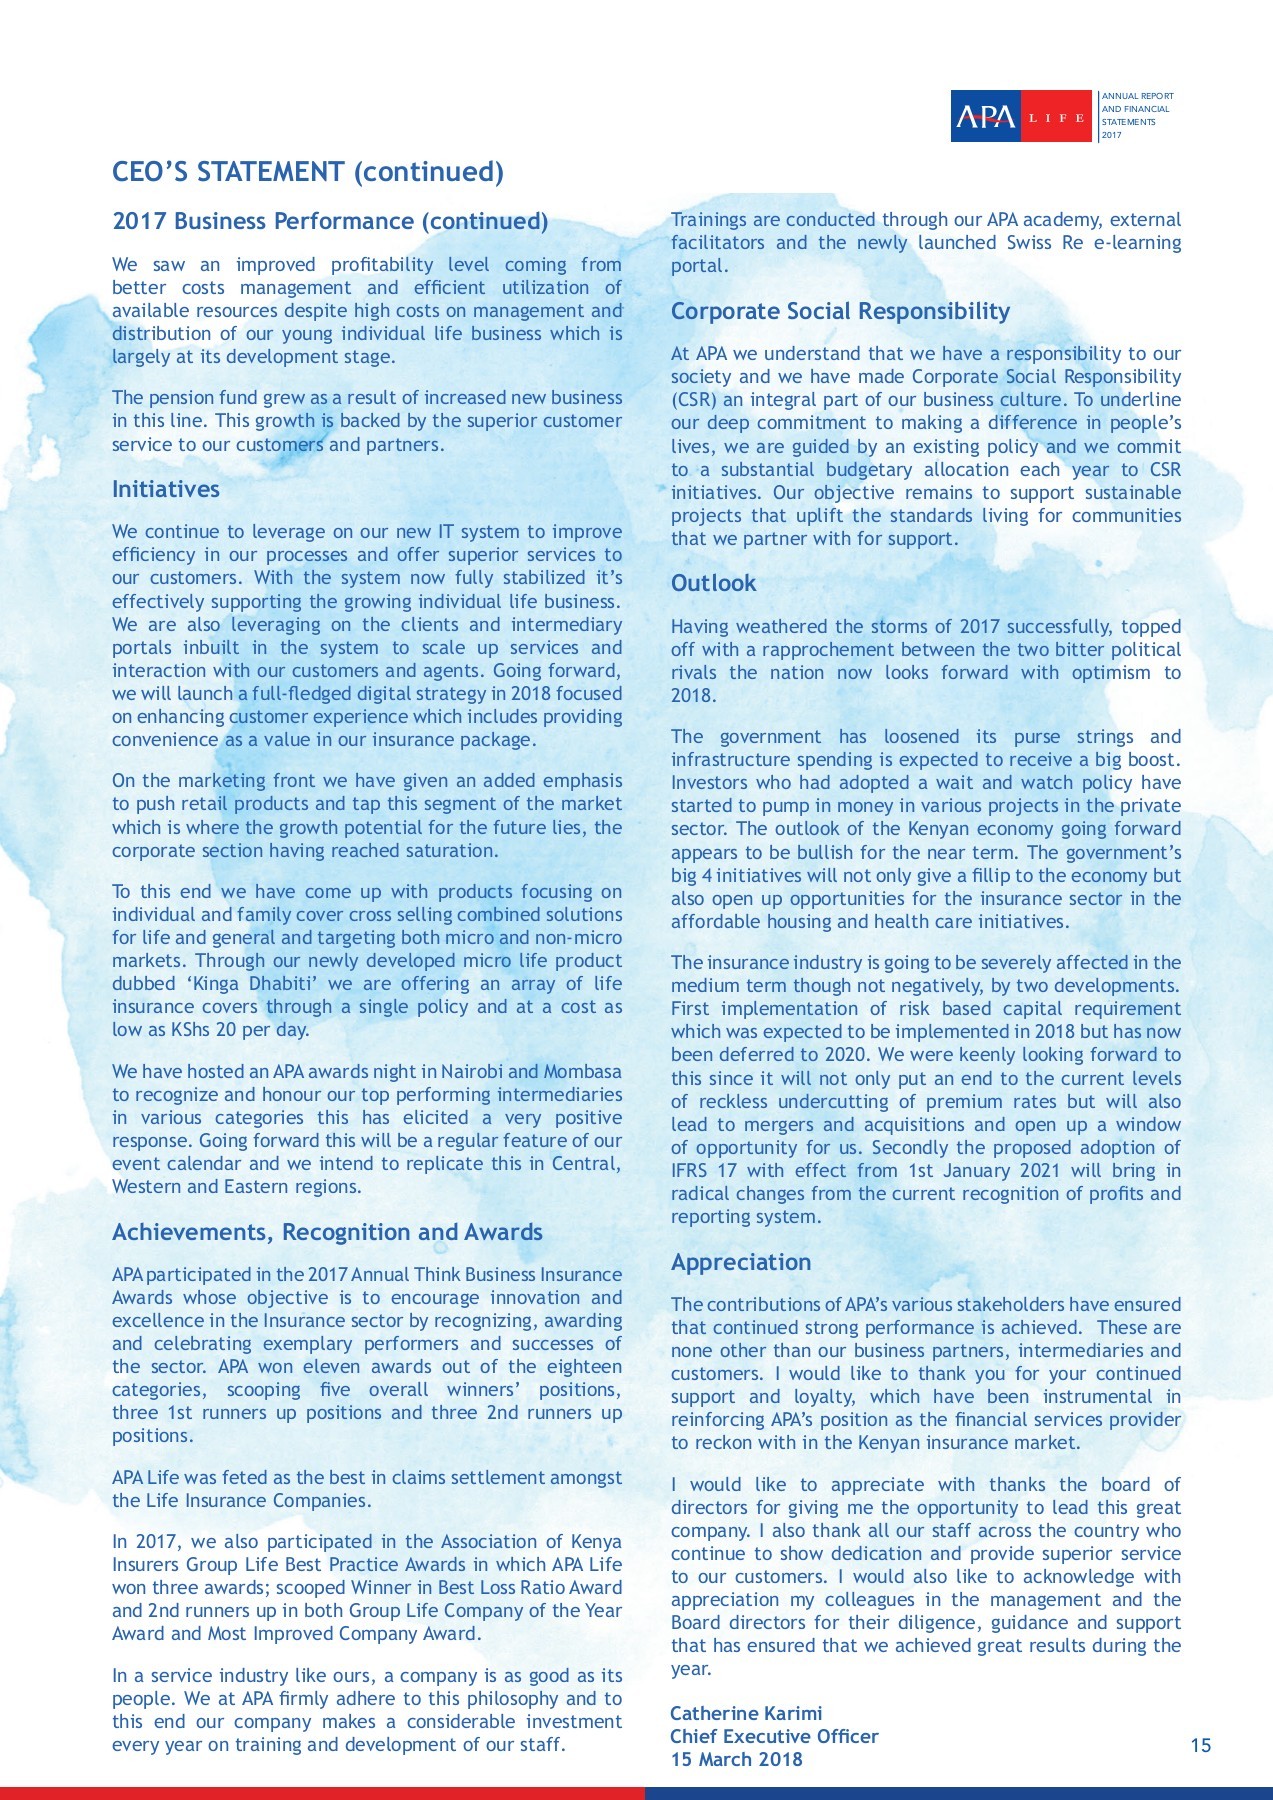 APA LIFE
ANNUAL REPORT
AND FINANCIAL
STATEMENTS
2017
CEO’S STATEMENT (continued)
2017 Business Performance (continued)
We saw an improved profitability level coming from
better costs management and efficient utilization of
available resources despite high costs on management and
distribution of our young individual life business which is
largely at its development stage.
The pension fund grew as a result of increased new business
in this line. This growth is backed by the superior customer
service to our customers and partners.
Initiatives
We continue to leverage on our new IT system to improve
efficiency in our processes and offer superior services to
our customers. With the system now fully stabilized it’s
effectively supporting the growing individual life business.
We are also leveraging on the clients and intermediary
portals inbuilt in the system to scale up services and
interaction with our customers and agents. Going forward,
we will launch a full-fledged digital strategy in 2018 focused
on enhancing customer experience which includes providing
convenience as a value in our insurance package.
On the marketing front we have given an added emphasis
to push retail products and tap this segment of the market
which is where the growth potential for the future lies, the
corporate section having reached saturation.
To this end we have come up with products focusing on
individual and family cover cross selling combined solutions
for life and general and targeting both micro and non-micro
markets. Through our newly developed micro life product
dubbed ‘Kinga Dhabiti’ we are offering an array of life
insurance covers through a single policy and at a cost as
low as KShs 20 per day.
We have hosted an APA awards night in Nairobi and Mombasa
to recognize and honour our top performing intermediaries
in various categories this has elicited a very positive
response. Going forward this will be a regular feature of our
event calendar and we intend to replicate this in Central,
Western and Eastern regions.
Achievements, Recognition and Awards
APA participated in the 2017 Annual Think Business Insurance
Awards whose objective is to encourage innovation and
excellence in the Insurance sector by recognizing, awarding
and celebrating exemplary performers and successes of
the sector. APA won eleven awards out of the eighteen
categories, scooping five overall winners’ positions,
three 1st runners up positions and three 2nd runners up
positions.
APA Life was feted as the best in claims settlement amongst
the Life Insurance Companies.
In 2017, we also participated in the Association of Kenya
Insurers Group Life Best Practice Awards in which APA Life
won three awards; scooped Winner in Best Loss Ratio Award
and 2nd runners up in both Group Life Company of the Year
Award and Most Improved Company Award.
In a service industry like ours, a company is as good as its
people. We at APA firmly adhere to this philosophy and to
this end our company makes a considerable investment
every year on training and development of our staff.
Trainings are conducted through our APA academy, external
facilitators and the newly launched Swiss Re e-learning
portal.
Corporate Social Responsibility
At APA we understand that we have a responsibility to our
society and we have made Corporate Social Responsibility
(CSR) an integral part of our business culture. To underline
our deep commitment to making a difference in people’s
lives, we are guided by an existing policy and we commit
to a substantial budgetary allocation each year to CSR
initiatives. Our objective remains to support sustainable
projects that uplift the standards living for communities
that we partner with for support.
Outlook
Having weathered the storms of 2017 successfully, topped
off with a rapprochement between the two bitter political
rivals the nation now looks forward with optimism to
2018.
The government has loosened its purse strings and
infrastructure spending is expected to receive a big boost.
Investors who had adopted a wait and watch policy have
started to pump in money in various projects in the private
sector. The outlook of the Kenyan economy going forward
appears to be bullish for the near term. The government’s
big 4 initiatives will not only give a fillip to the economy but
also open up opportunities for the insurance sector in the
affordable housing and health care initiatives.
The insurance industry is going to be severely affected in the
medium term though not negatively, by two developments.
First implementation of risk based capital requirement
which was expected to be implemented in 2018 but has now
been deferred to 2020. We were keenly looking forward to
this since it will not only put an end to the current levels
of reckless undercutting of premium rates but will also
lead to mergers and acquisitions and open up a window
of opportunity for us. Secondly the proposed adoption of
IFRS 17 with effect from 1st January 2021 will bring in
radical changes from the current recognition of profits and
reporting system.
Appreciation
The contributions of APA’s various stakeholders have ensured
that continued strong performance is achieved. These are
none other than our business partners, intermediaries and
customers. I would like to thank you for your continued
support and loyalty, which have been instrumental in
reinforcing APA’s position as the financial services provider
to reckon with in the Kenyan insurance market.
I would like to appreciate with thanks the board of
directors for giving me the opportunity to lead this great
company. I also thank all our staff across the country who
continue to show dedication and provide superior service
to our customers. I would also like to acknowledge with
appreciation my colleagues in the management and the
Board directors for their diligence, guidance and support
that has ensured that we achieved great results during the
year.
Catherine Karimi
Chief Executive Officer
15 March 2018
15